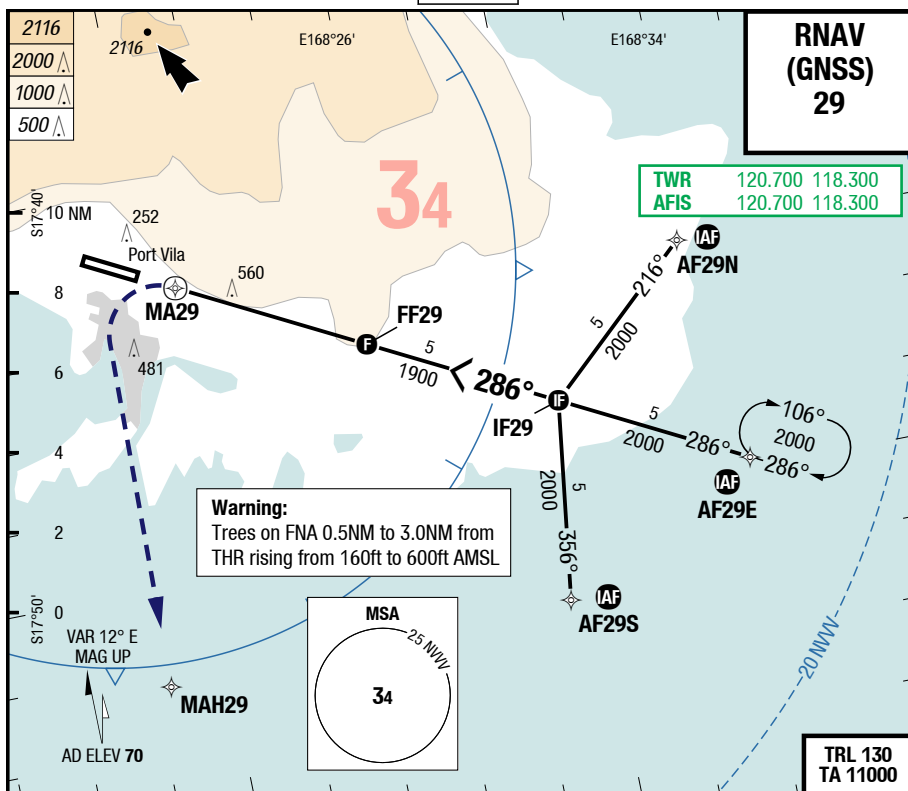 2116
2000
1000
500
2116
E168°26'
E168°34'
RNAV
(GNSS)
29
34
TWR 120.700 118.300
AFIS 120.700 118.300
S17°40'
10 NM
252
Port Vila
560
8
MA29
FF29
F
5
1900
286°
216°
5
2000
IAF
AF29N
6
481
IF
IF29
5
2000
286°
106°
2000
286°
IAF
AF29E
4
5
2000
356°
Warning:
Trees on FNA 0.5NM to 3.0NM from
THR rising from 160ft to 600ft AMSL
2
0
S17°50'
IAF
AF29S
MSA
25 NVVV
34
VAR 12° E
MAG UP
MAH29
20 NVVV
AD ELEV 70
TRL 130
TA 11000